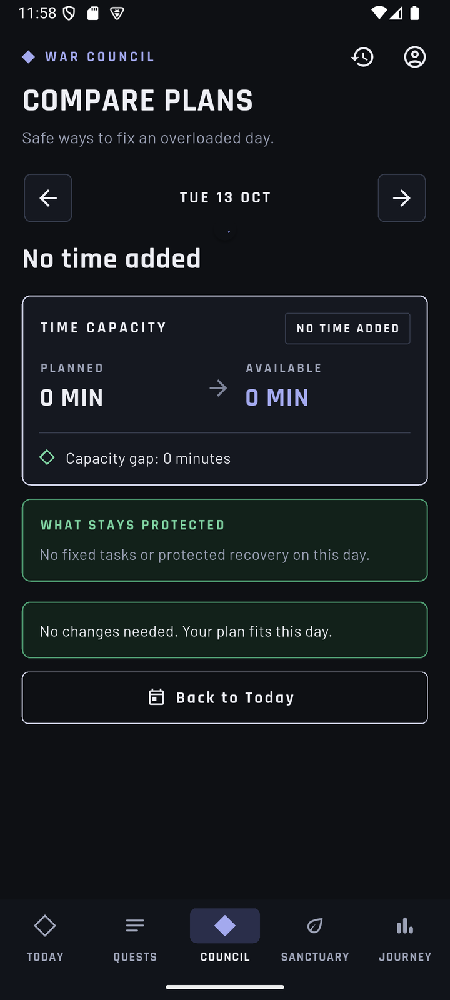 11:58
WAR COUNCIL
COMPARE PLANS
Safe ways to fix an overloaded day.
TUE 13 OCT
No time added
TIME CAPACITY
NO TIME ADDED
PLANNED
AVAILABLE
0 MIN
0 MIN
Capacity gap: 0 minutes
WHAT STAYS PROTECTED
No fixed tasks or protected recovery on this day.
No changes needed. Your plan fits this day.
Back to Today
TODAY
QUESTS
COUNCIL
SANCTUARY
JOURNEY